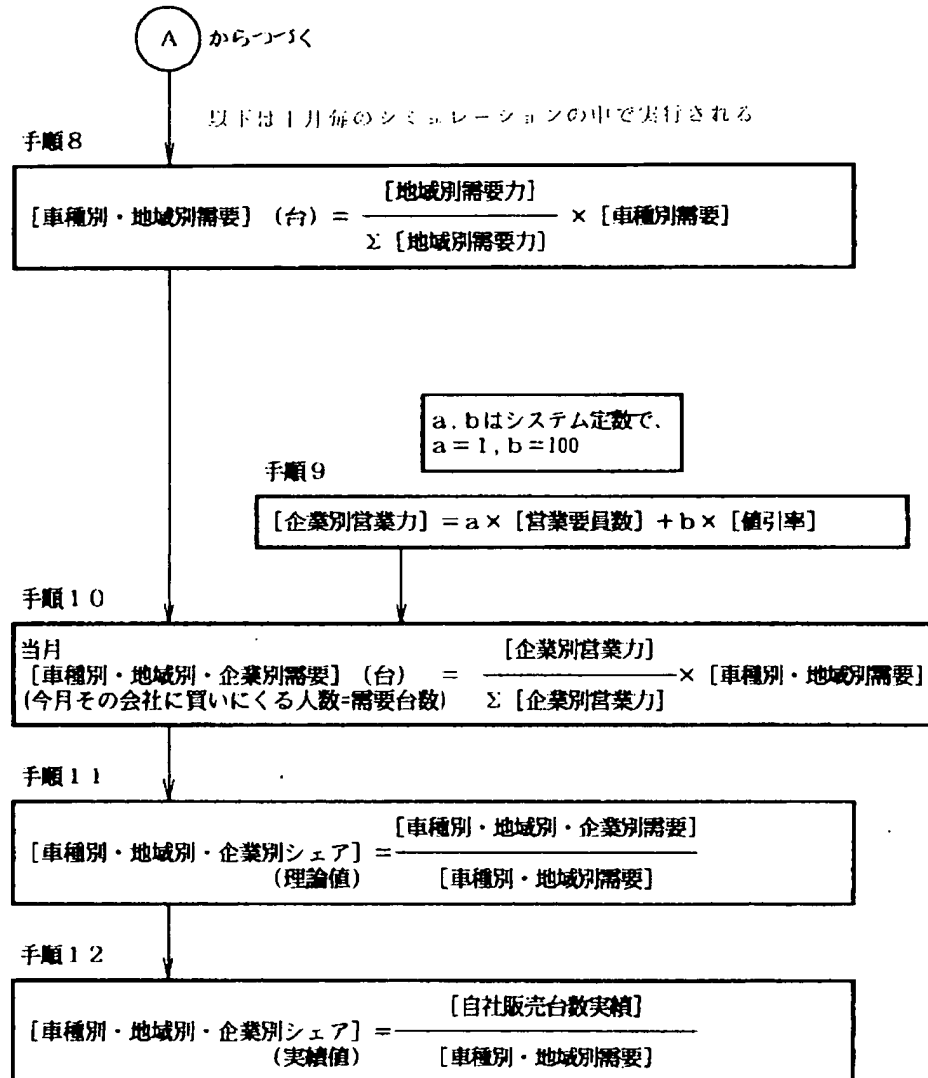 A からつづく
以下は1月毎のシミュレーションの中で実行される
手順8
[車種別・地域別需要] (台) = [地域別需要力] / Σ [地域別需要力] × [車種別需要]
a, bはシステム定数で、
a=1, b=100
手順9
[企業別営業力] =a× [営業要員数] +b× [値引率]
手順10
当月
[車種別・地域別・企業別需要] (台) = [企業別営業力] / Σ [企業別営業力] × [車種別・地域別需要]
(今月その会社に買いにくる人数=需要台数)
手順11
[車種別・地域別・企業別シェア] = [車種別・地域別・企業別需要] / [車種別・地域別需要]
(理論値)
手順12
[車種別・地域別・企業別シェア] = [自社販売台数実績] / [車種別・地域別需要]
(実績値)